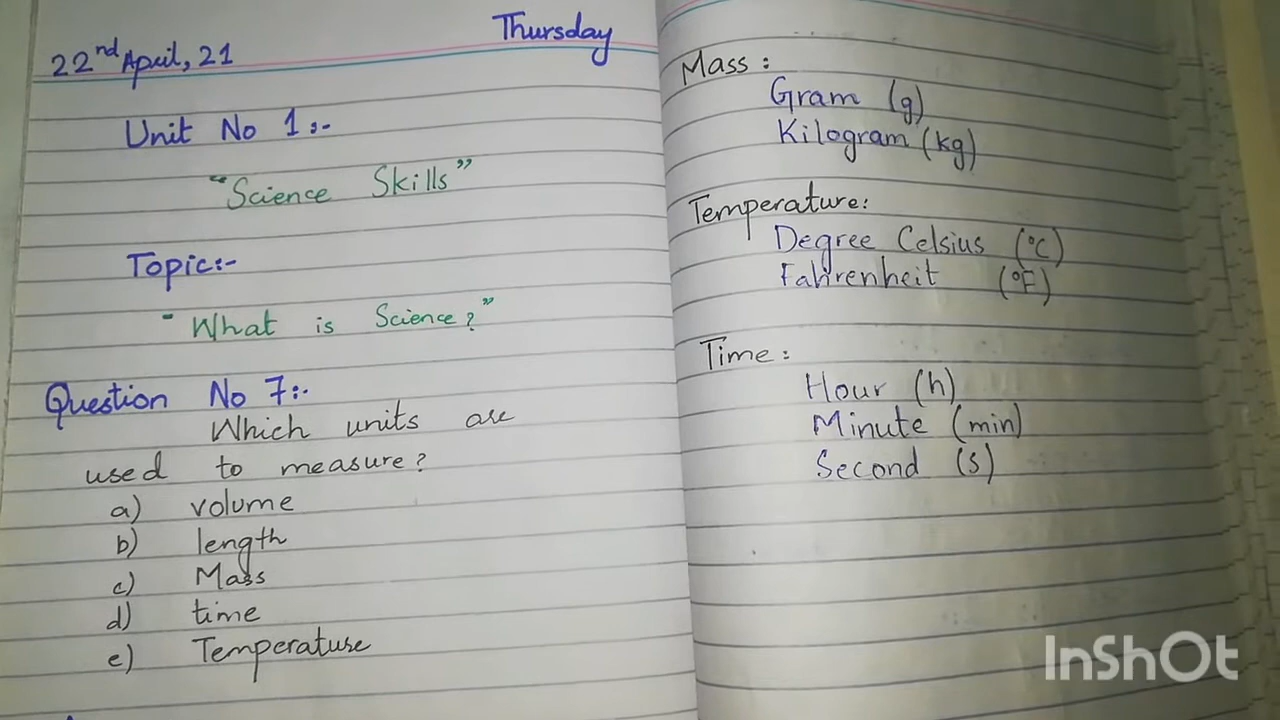 Thursday
22nd April, 21
Unit No 1:-
"Science Skills"
Topic:-
"What is Science?"
Question No 7:-
Which units are
used to measure?
a) volume
b) length
c) Mass
d) time
e) Temperature
Mass:
Gram (g)
Kilogram (kg)
Temperature:
Degree Celsius (°C)
Fahrenheit (°F)
Time:
Hour (h)
Minute (min)
Second (s)
InShOt